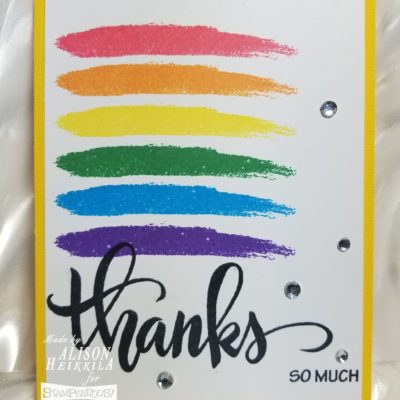 thanks
SO MUCH
Made by
ALISON
HEIKKILA
for
STAMPENDOUS!